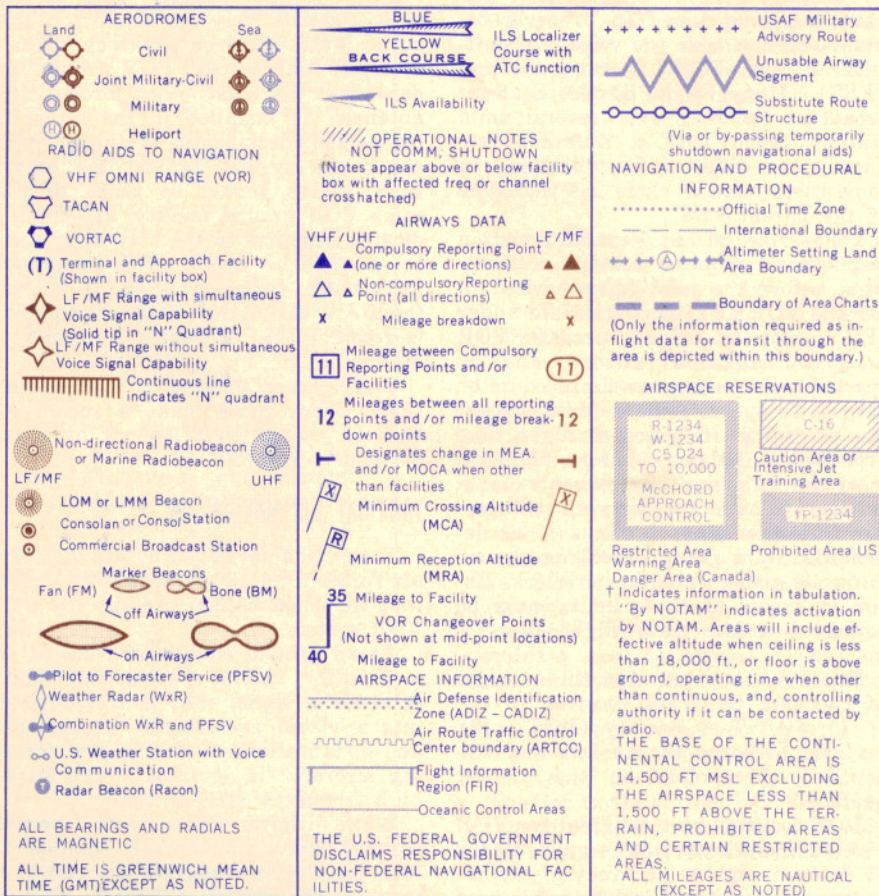 AERODROMES
Land Sea
Civil
Joint Military-Civil
Military
H H Heliport
RADIO AIDS TO NAVIGATION
VHF OMNI RANGE (VOR)
TACAN
VORTAC
(T) Terminal and Approach Facility
(Shown in facility box)
LF/MF Range with simultaneous
Voice Signal Capability
(Solid tip in "N" Quadrant)
LF/MF Range without simultaneous
Voice Signal Capability
Continuous line
indicates "N" quadrant
Non-directional Radiobeacon
or Marine Radiobeacon
LF/MF UHF
LOM or LMM Beacon
Consolan or Consol Station
Commercial Broadcast Station
Marker Beacons
Fan (FM) Bone (BM)
off Airways
on Airways
Pilot to Forecaster Service (PFSV)
Weather Radar (WxR)
Combination WxR and PFSV
U.S. Weather Station with Voice
Communication
Radar Beacon (Racon)
ALL BEARINGS AND RADIALS
ARE MAGNETIC
ALL TIME IS GREENWICH MEAN
TIME (GMT) EXCEPT AS NOTED.
BLUE
YELLOW
BACK COURSE
ILS Localizer
Course with
ATC function
ILS Availability
OPERATIONAL NOTES
NOT COMM, SHUTDOWN
(Notes appear above or below facility
box with affected freq or channel
crosshatched)
AIRWAYS DATA
VHF/UHF LF/MF
Compulsory Reporting Point
(one or more directions)
Non-compulsory Reporting
Point (all directions)
x Mileage breakdown x
11 Mileage between Compulsory 11
Reporting Points and/or
Facilities
Mileages between all reporting
12 points and/or mileage break- 12
down points
Designates change in MEA.
and/or MOCA when other
than facilities
X Minimum Crossing Altitude X
(MCA)
R
Minimum Reception Altitude
(MRA)
35 Mileage to Facility
VOR Changeover Points
(Not shown at mid-point locations)
40 Mileage to Facility
AIRSPACE INFORMATION
Air Defense Identification
Zone (ADIZ – CADIZ)
Air Route Traffic Control
Center boundary (ARTCC)
Flight Information
Region (FIR)
Oceanic Control Areas
THE U.S. FEDERAL GOVERNMENT
DISCLAIMS RESPONSIBILITY FOR
NON-FEDERAL NAVIGATIONAL FAC
ILITIES.
USAF Military
Advisory Route
Unusable Airway
Segment
Substitute Route
Structure
(Via or by-passing temporarily
shutdown navigational aids)
NAVIGATION AND PROCEDURAL
INFORMATION
Official Time Zone
International Boundary
A Altimeter Setting Land
Area Boundary
Boundary of Area Charts
(Only the information required as in-
flight data for transit through the
area is depicted within this boundary.)
AIRSPACE RESERVATIONS
R-1234
W-1234
C5 D24
TO 10,000
McCHORD
APPROACH
CONTROL
Restricted Area
Warning Area
Danger Area (Canada)
C-16
Caution Area or
Intensive Jet
Training Area
†P-1234
Prohibited Area US
† Indicates information in tabulation.
"By NOTAM" indicates activation
by NOTAM. Areas will include ef-
fective altitude when ceiling is less
than 18,000 ft., or floor is above
ground, operating time when other
than continuous, and, controlling
authority if it can be contacted by
radio.
THE BASE OF THE CONTI-
NENTAL CONTROL AREA IS
14,500 FT MSL EXCLUDING
THE AIRSPACE LESS THAN
1,500 FT ABOVE THE TER-
RAIN, PROHIBITED AREAS
AND CERTAIN RESTRICTED
AREAS.
ALL MILEAGES ARE NAUTICAL
(EXCEPT AS NOTED)